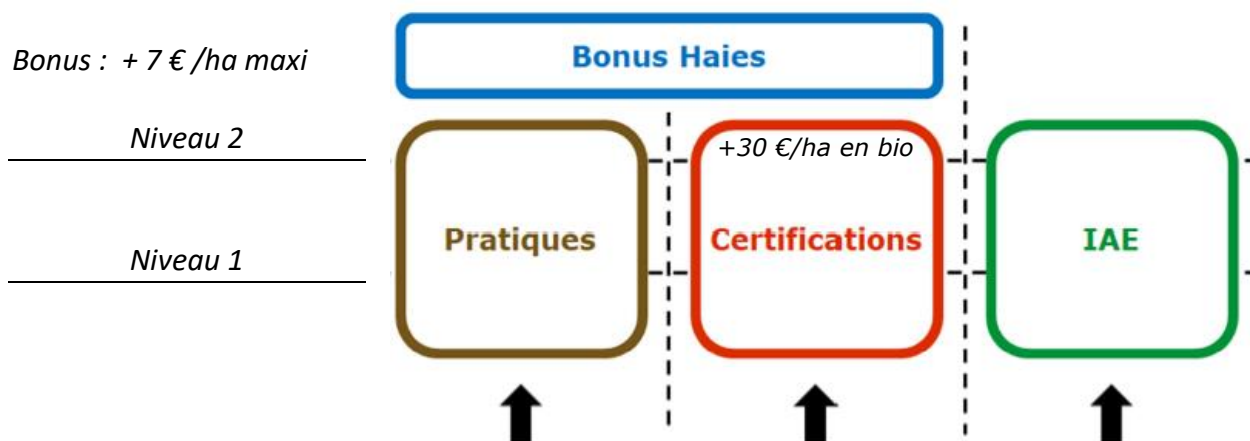 Bonus : + 7 € /ha maxi
Bonus Haies
Niveau 2
+30 €/ha en bio
Niveau 1
Pratiques
Certifications
IAE